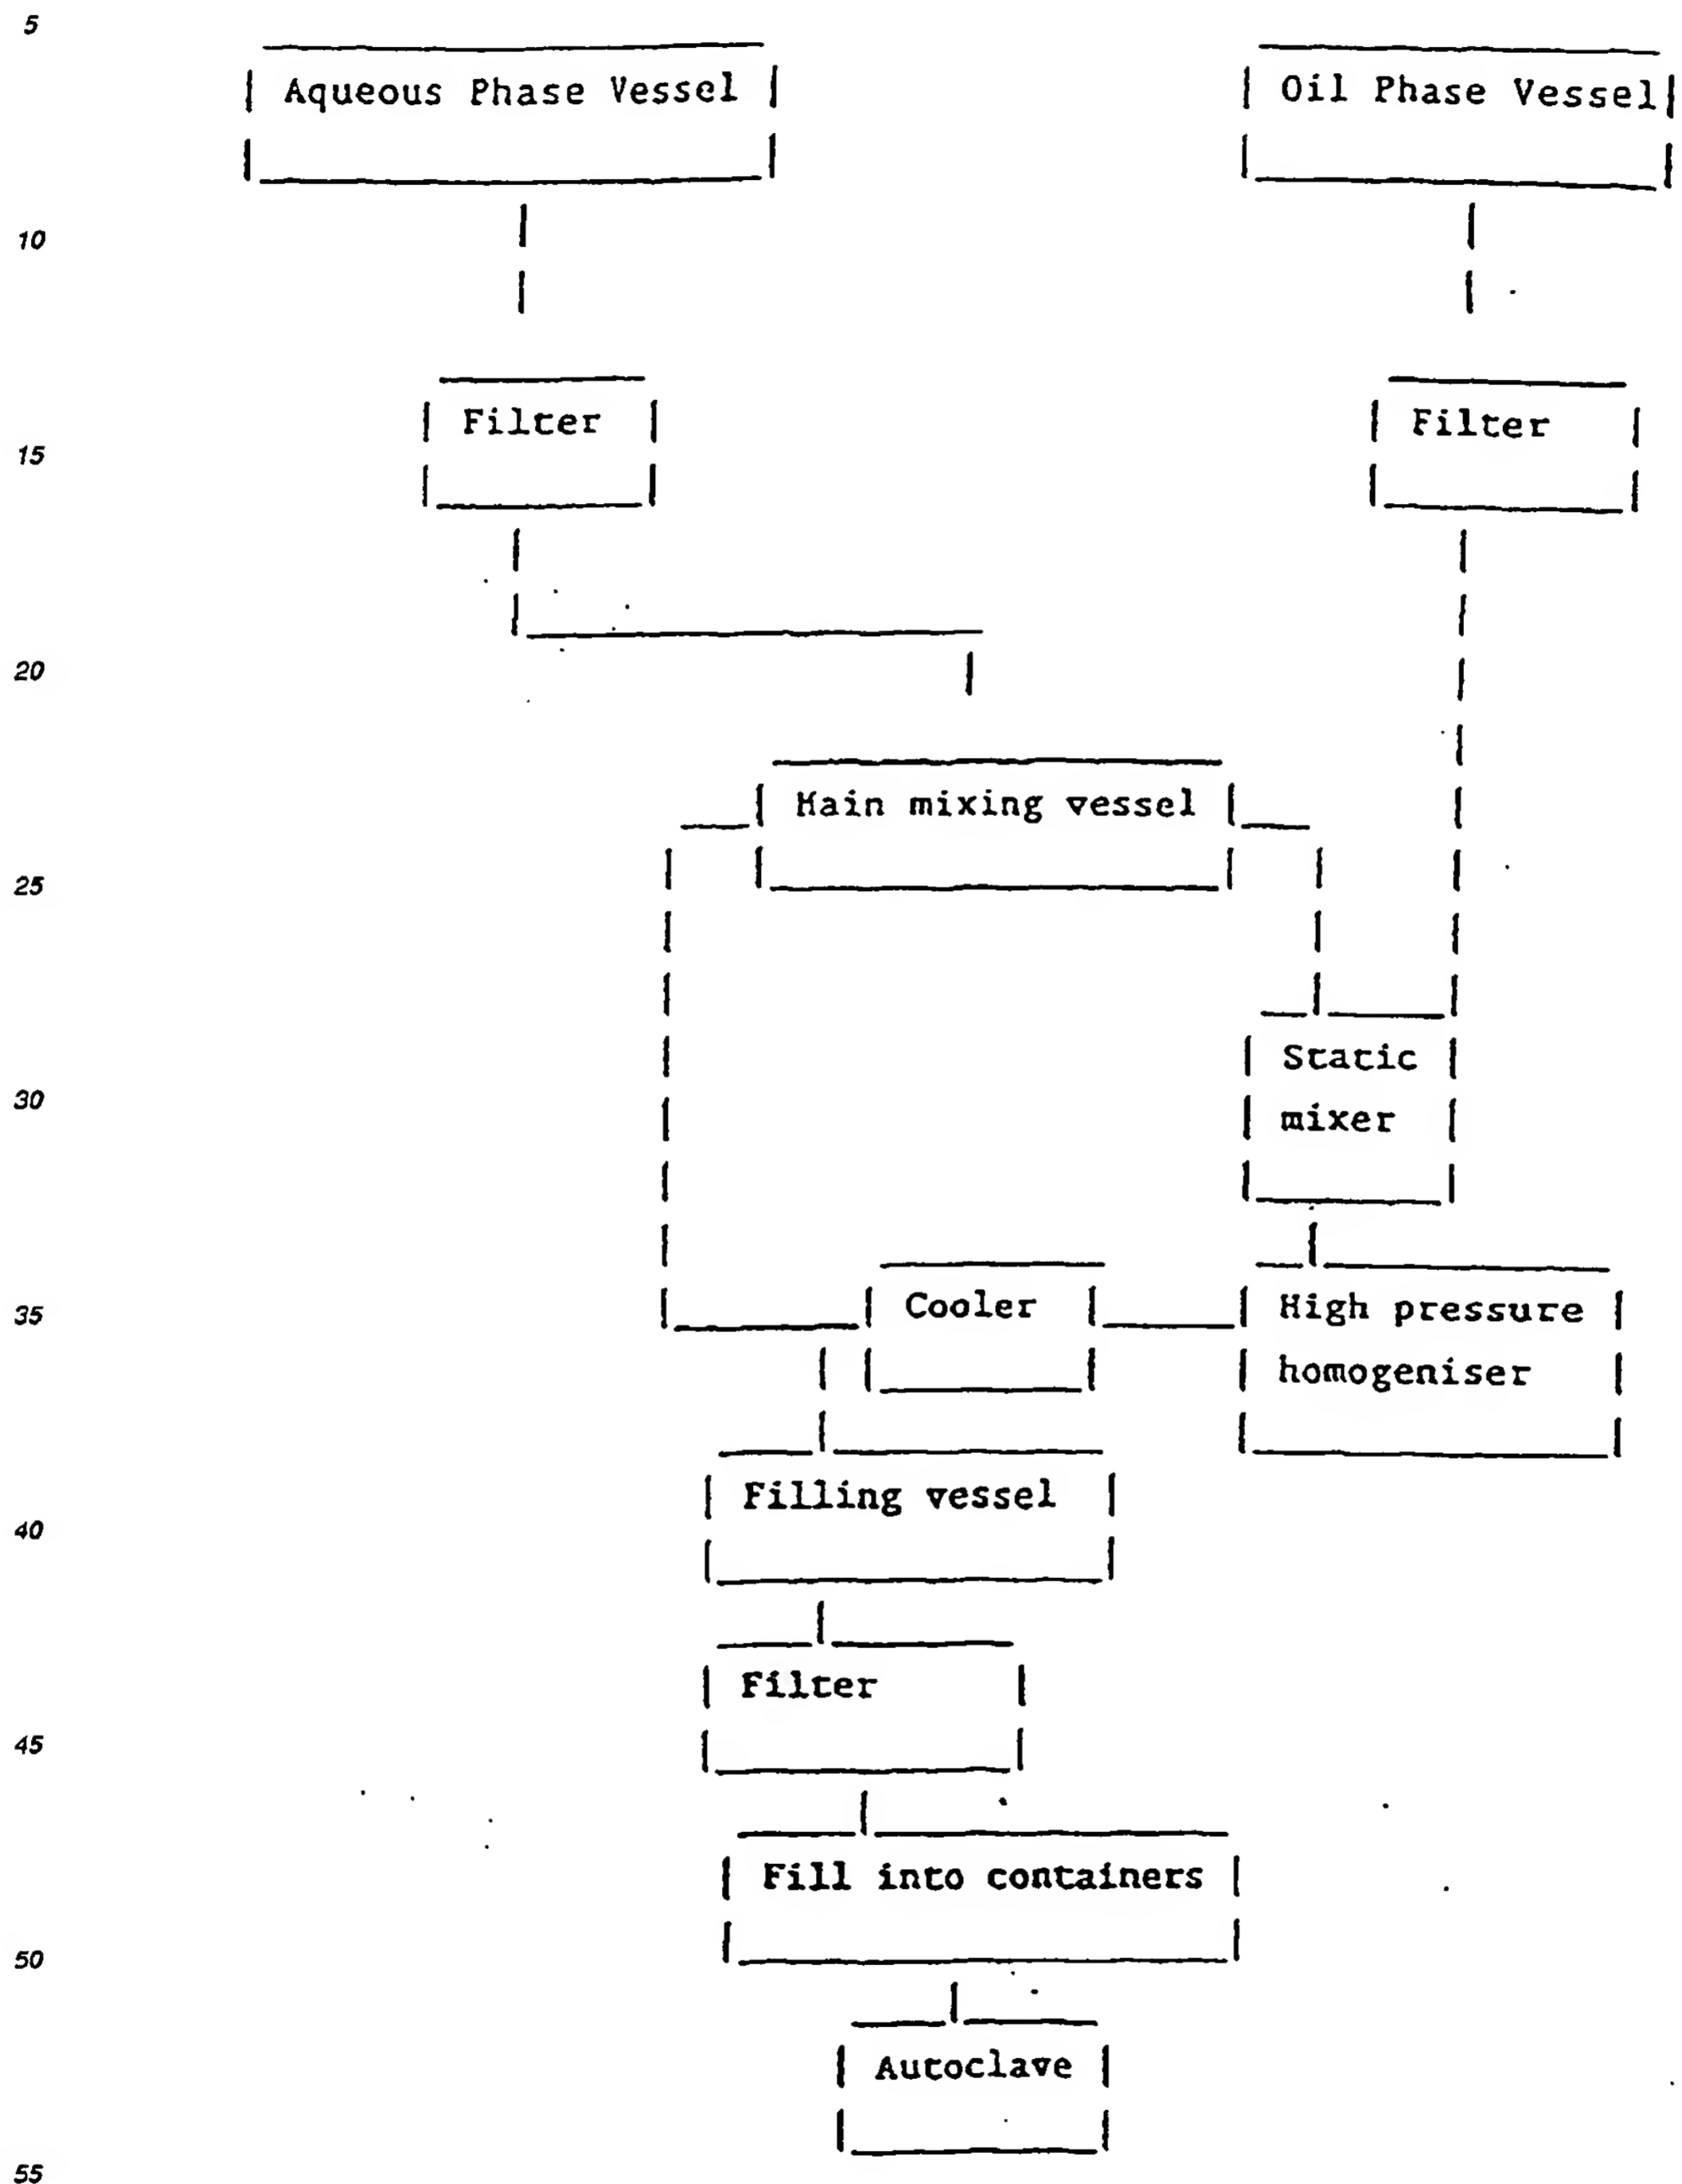 5
Aqueous Phase Vessel
Oil Phase Vessel
10
Filter
Filter
15
20
Hain mixing vessel
25
Static
mixer
30
Cooler
High pressure
homogeniser
35
Filling vessel
40
Filter
45
Fill into containers
50
Autoclave
55